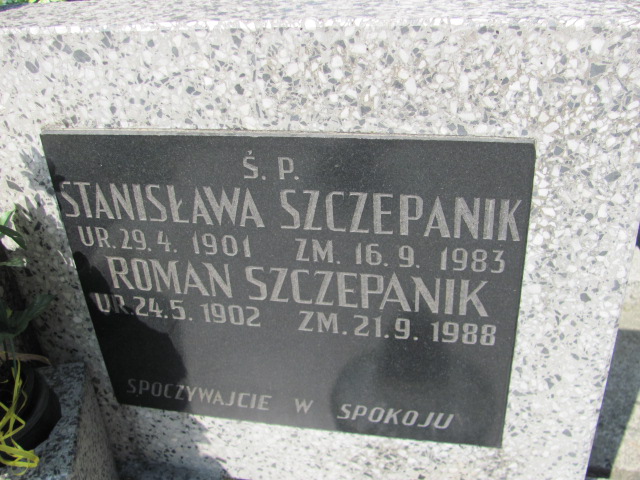 Ś. P.
STANISŁAWA SZCZEPANIK
UR. 29. 4. 1901 ZM. 16. 9. 1983
ROMAN SZCZEPANIK
UR. 24. 5. 1902 ZM. 21. 9. 1988
SPOCZYWAJCIE W SPOKOJU